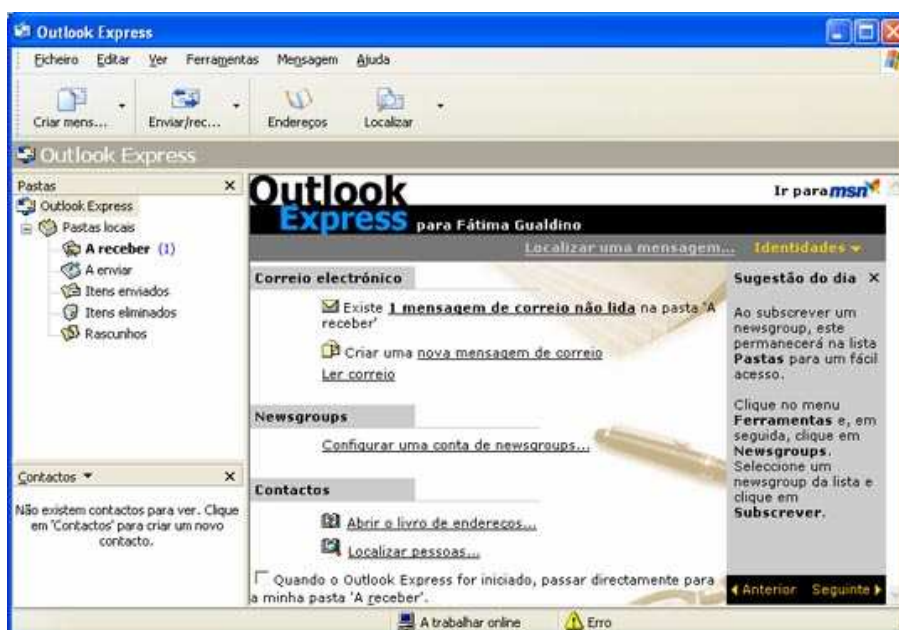 Outlook Express
Ficheiro Editar Ver Ferramentas Mensagem Ajuda
Criar mens... Enviar/rec... Endereços Localizar
Outlook Express
Pastas
Outlook Express
Pastas locais
A receber (1)
A enviar
Itens enviados
Itens eliminados
Rascunhos
Contactos
Não existem contactos para ver. Clique
em 'Contactos' para criar um novo
contacto.
Outlook
Express para Fátima Gualdino
Ir para msn
Localizar uma mensagem... Identidades
Correio electrónico
Existe 1 mensagem de correio não lida na pasta 'A
receber'
Criar uma nova mensagem de correio
Ler correio
Newsgroups
Configurar uma conta de newsgroups...
Contactos
Abrir o livro de endereços...
Localizar pessoas...
Quando o Outlook Express for iniciado, passar directamente para
a minha pasta 'A receber'.
Sugestão do dia
Ao subscrever um
newsgroup, este
permanecerá na lista
Pastas para um fácil
acesso.
Clique no menu
Ferramentas e, em
seguida, clique em
Newsgroups.
Seleccione um
newsgroup da lista e
clique em
Subscrever.
Anterior Seguinte
A trabalhar online Erro